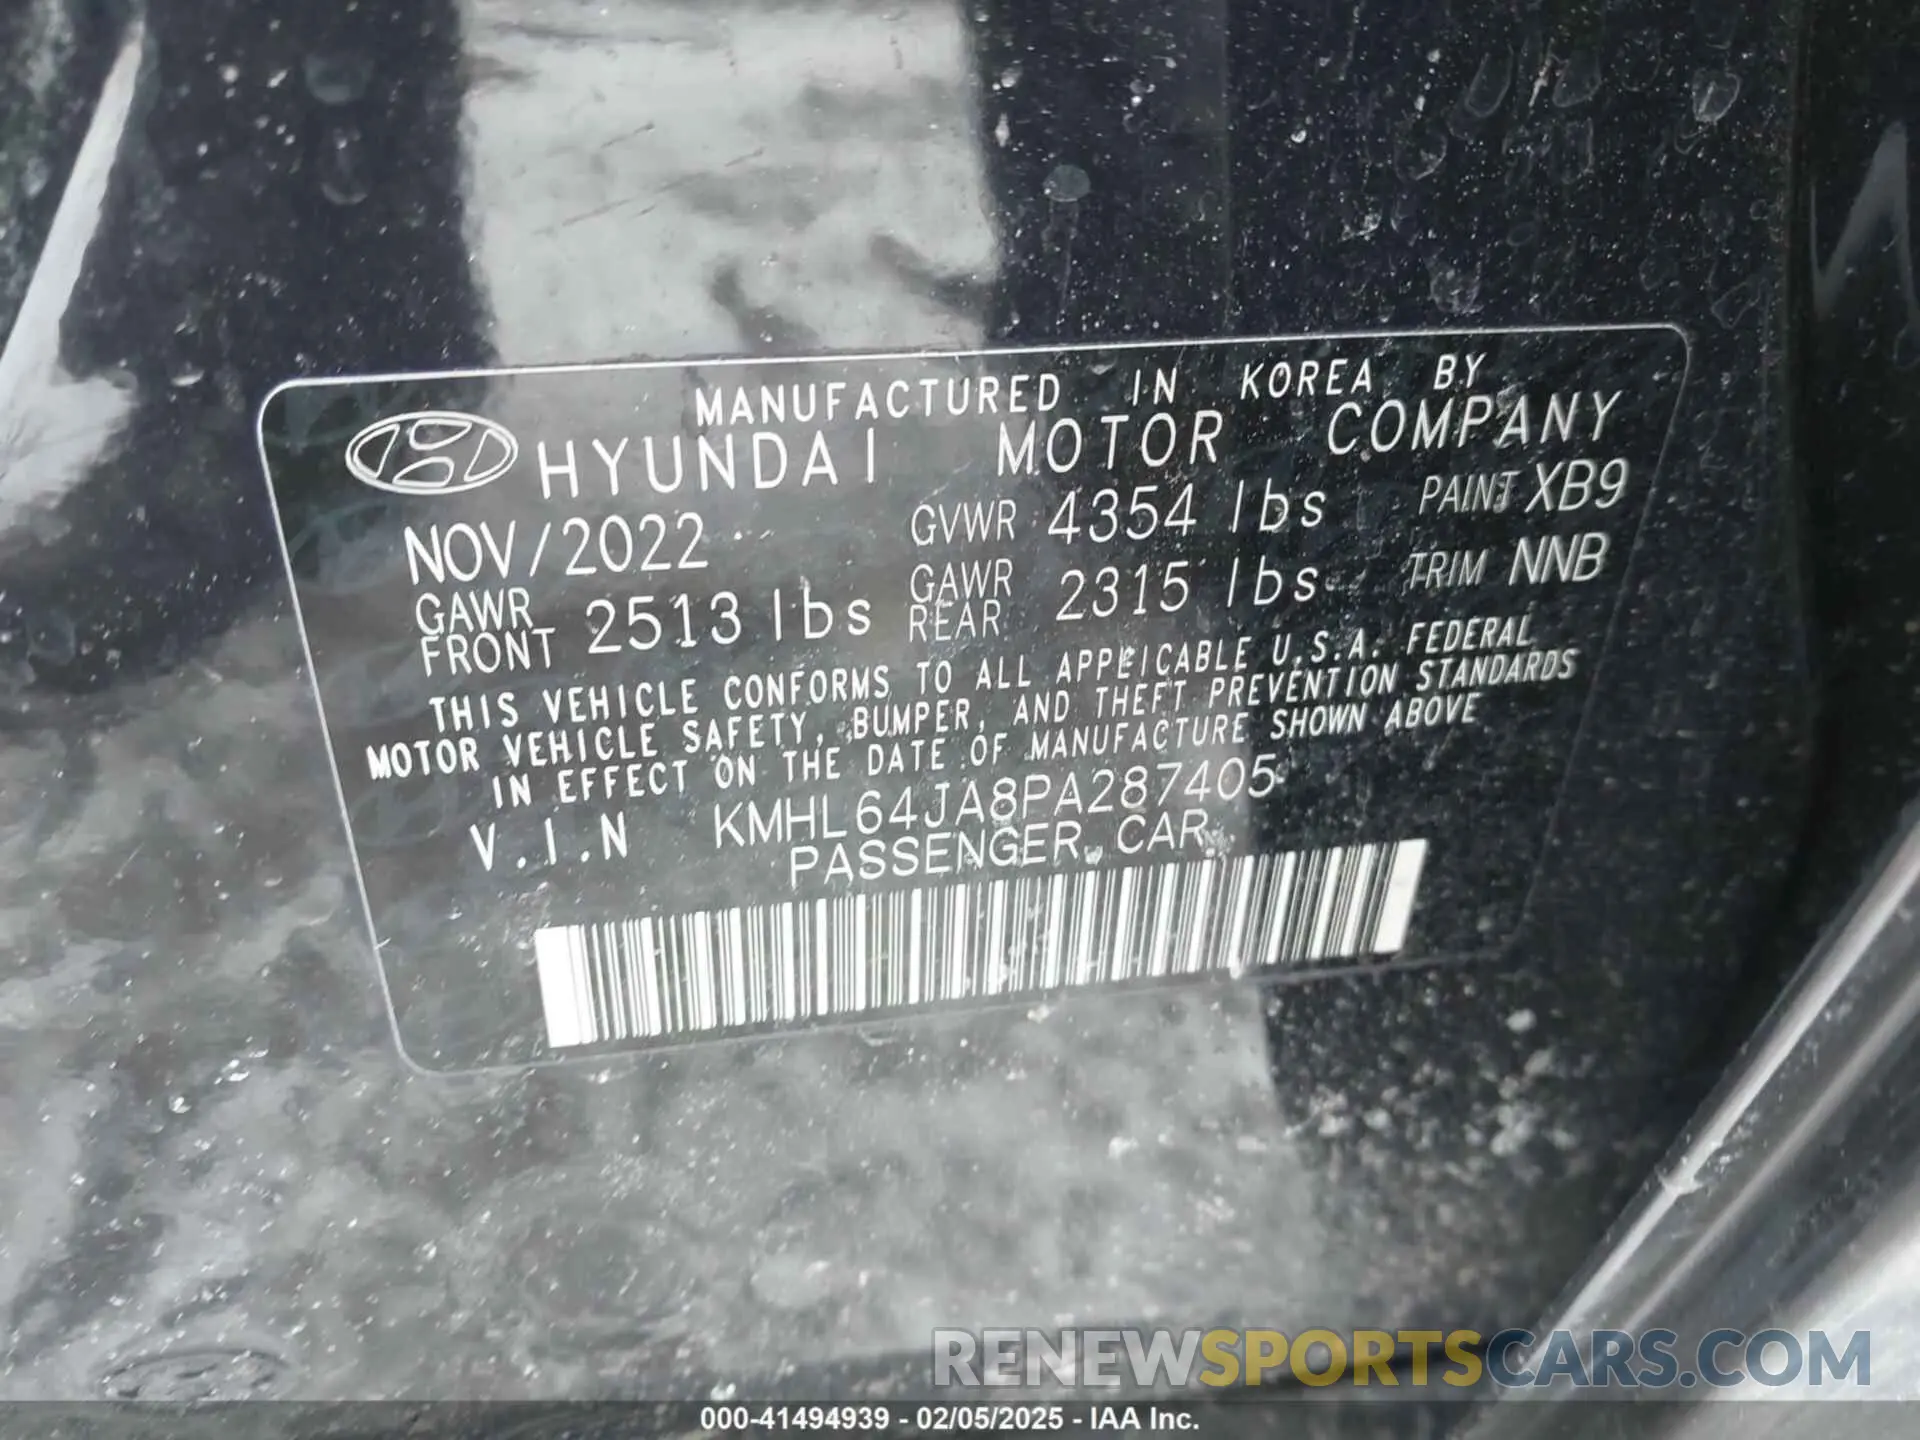 MANUFACTURED IN KOREA BY
HYUNDAI MOTOR COMPANY
NOV/2022 GVWR 4354 lbs PAINT XB9
GAWR FRONT 2513 lbs GAWR REAR 2315 lbs TRIM NNB
THIS VEHICLE CONFORMS TO ALL APPLICABLE U.S.A. FEDERAL
MOTOR VEHICLE SAFETY, BUMPER, AND THEFT PREVENTION STANDARDS
IN EFFECT ON THE DATE OF MANUFACTURE SHOWN ABOVE
V.I.N KMHL64JA8PA287405
PASSENGER CAR
RENEWSPORTSCARS.COM
000-41494939 - 02/05/2025 - IAA Inc.